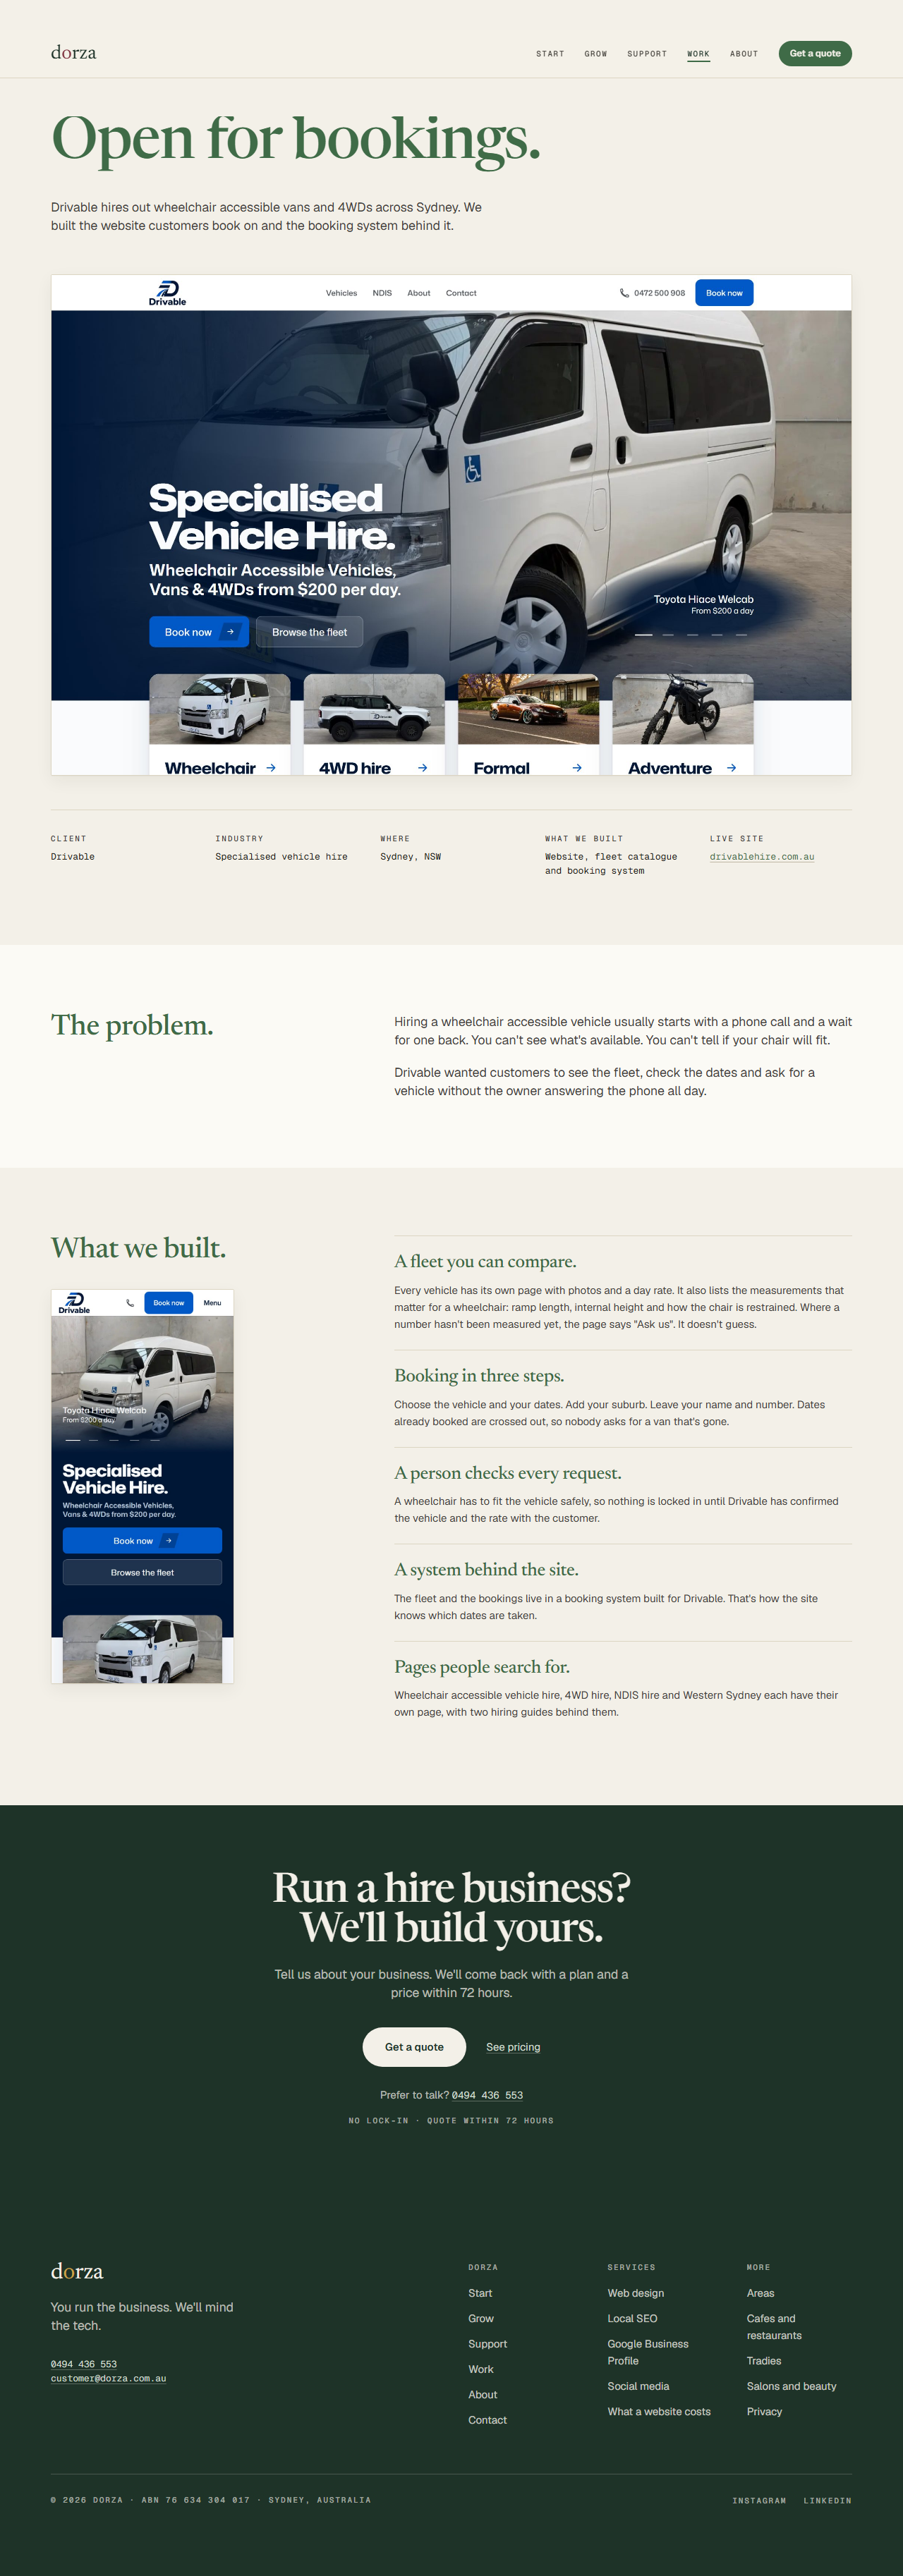 dorza
START GROW SUPPORT WORK ABOUT Get a quote
Open for bookings.
Drivable hires out wheelchair accessible vans and 4WDs across Sydney. We
built the website customers book on and the booking system behind it.
Drivable
Vehicles NDIS About Contact 0472 500 908 Book now
Specialised
Vehicle Hire.
Wheelchair Accessible Vehicles,
Vans & 4WDs from $200 per day.
Toyota Hiace Welcab
From $200 a day
Book now → Browse the fleet
Wheelchair → 4WD hire → Formal → Adventure →
CLIENT INDUSTRY WHERE WHAT WE BUILT LIVE SITE
Drivable Specialised vehicle hire Sydney, NSW Website, fleet catalogue drivablehire.com.au
and booking system
The problem.
Hiring a wheelchair accessible vehicle usually starts with a phone call and a wait
for one back. You can't see what's available. You can't tell if your chair will fit.
Drivable wanted customers to see the fleet, check the dates and ask for a
vehicle without the owner answering the phone all day.
What we built.
Drivable
Book now Menu
Toyota Hiace Welcab
From $200 a day
Specialised
Vehicle Hire.
Wheelchair Accessible Vehicles,
Vans & 4WDs from $200 per day.
Book now →
Browse the fleet
A fleet you can compare.
Every vehicle has its own page with photos and a day rate. It also lists the measurements that
matter for a wheelchair: ramp length, internal height and how the chair is restrained. Where a
number hasn't been measured yet, the page says "Ask us". It doesn't guess.
Booking in three steps.
Choose the vehicle and your dates. Add your suburb. Leave your name and number. Dates
already booked are crossed out, so nobody asks for a van that's gone.
A person checks every request.
A wheelchair has to fit the vehicle safely, so nothing is locked in until Drivable has confirmed
the vehicle and the rate with the customer.
A system behind the site.
The fleet and the bookings live in a booking system built for Drivable. That's how the site
knows which dates are taken.
Pages people search for.
Wheelchair accessible vehicle hire, 4WD hire, NDIS hire and Western Sydney each have their
own page, with two hiring guides behind them.
Run a hire business?
We'll build yours.
Tell us about your business. We'll come back with a plan and a
price within 72 hours.
Get a quote See pricing
Prefer to talk? 0494 436 553
NO LOCK-IN · QUOTE WITHIN 72 HOURS
dorza
You run the business. We'll mind
the tech.
0494 436 553
customer@dorza.com.au
DORZA
Start
Grow
Support
Work
About
Contact
SERVICES
Web design
Local SEO
Google Business
Profile
Social media
What a website costs
MORE
Areas
Cafes and
restaurants
Tradies
Salons and beauty
Privacy
© 2026 DORZA · ABN 76 634 304 017 · SYDNEY, AUSTRALIA
INSTAGRAM LINKEDIN